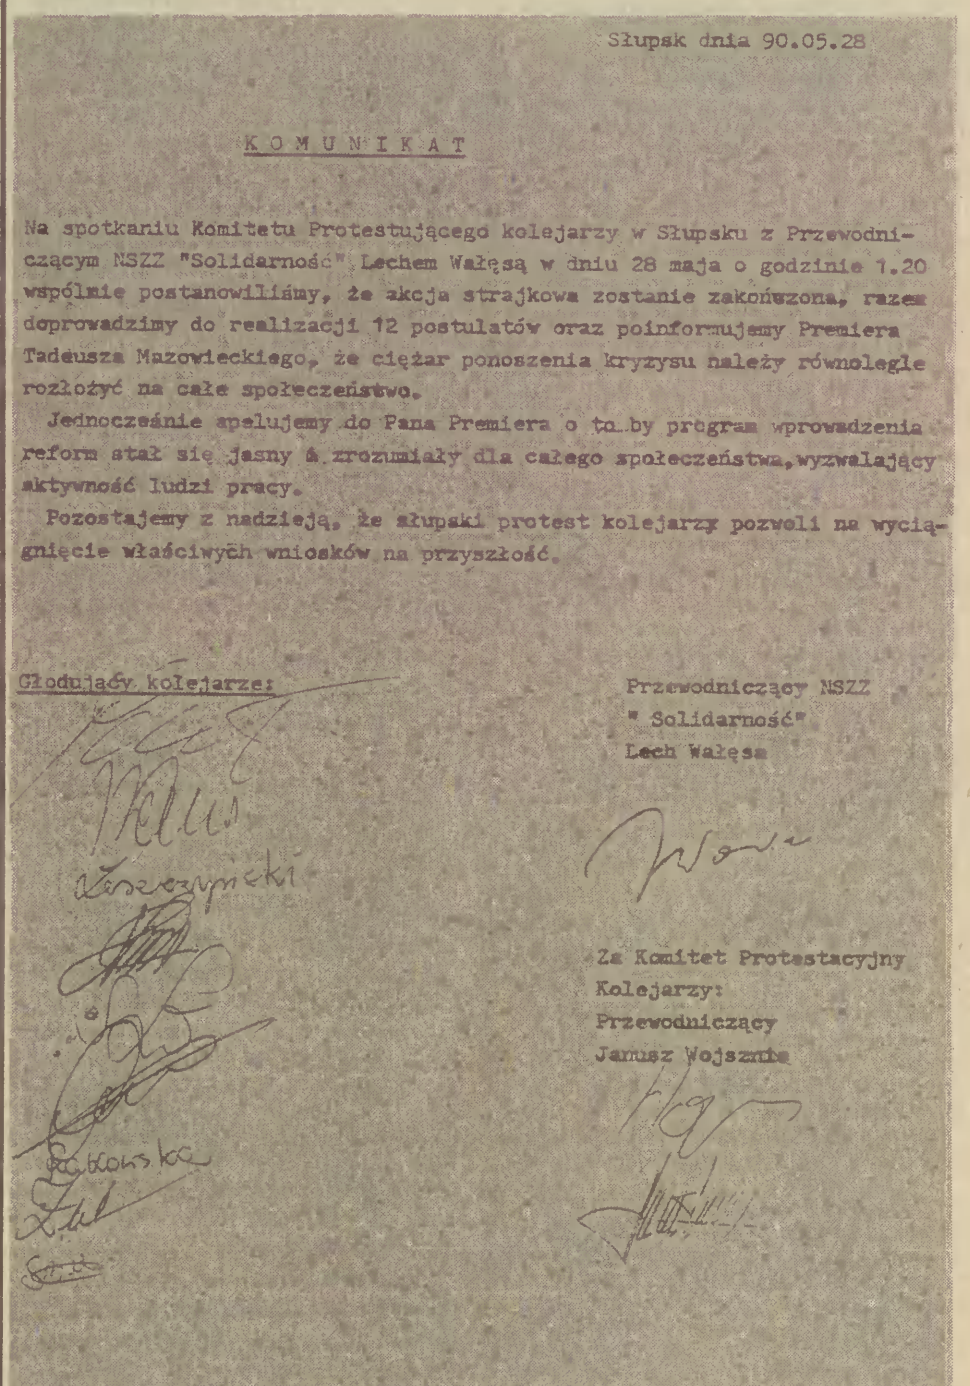 Słupsk dnia 90.05.28
K O M U N I K A T
Na spotkaniu Komitetu Protestującego kolejarzy w Słupsku z Przewodni-
czącym NSZZ "Solidarność" Lechem Wałęsą w dniu 28 maja o godzinie 1.20
wspólnie postanowiliśmy, że akcja strajkowa zostanie zakończona, razem
doprowadzimy do realizacji 12 postulatów oraz poinformujemy Premiera
Tadeusza Mazowieckiego, że ciężar ponoszenia kryzysu należy równolegle
rozłożyć na całe społeczeństwo.
Jednocześnie apelujemy do Pana Premiera o to by program wprowadzenia
reform stał się jasny & zrozumiały dla całego społeczeństwa, wyzwalający
aktywność ludzi pracy.
Pozostajemy z nadzieją, że słupski protest kolejarzy pozwoli na wycią-
gnięcie właściwych wniosków na przyszłość.
Głodujący kolejarze:
Leszczyński
Przewodniczący NSZZ
" Solidarność"
Lech Wałęsa
Za Komitet Protestacyjny
Kolejarzy:
Przewodniczący
Janusz